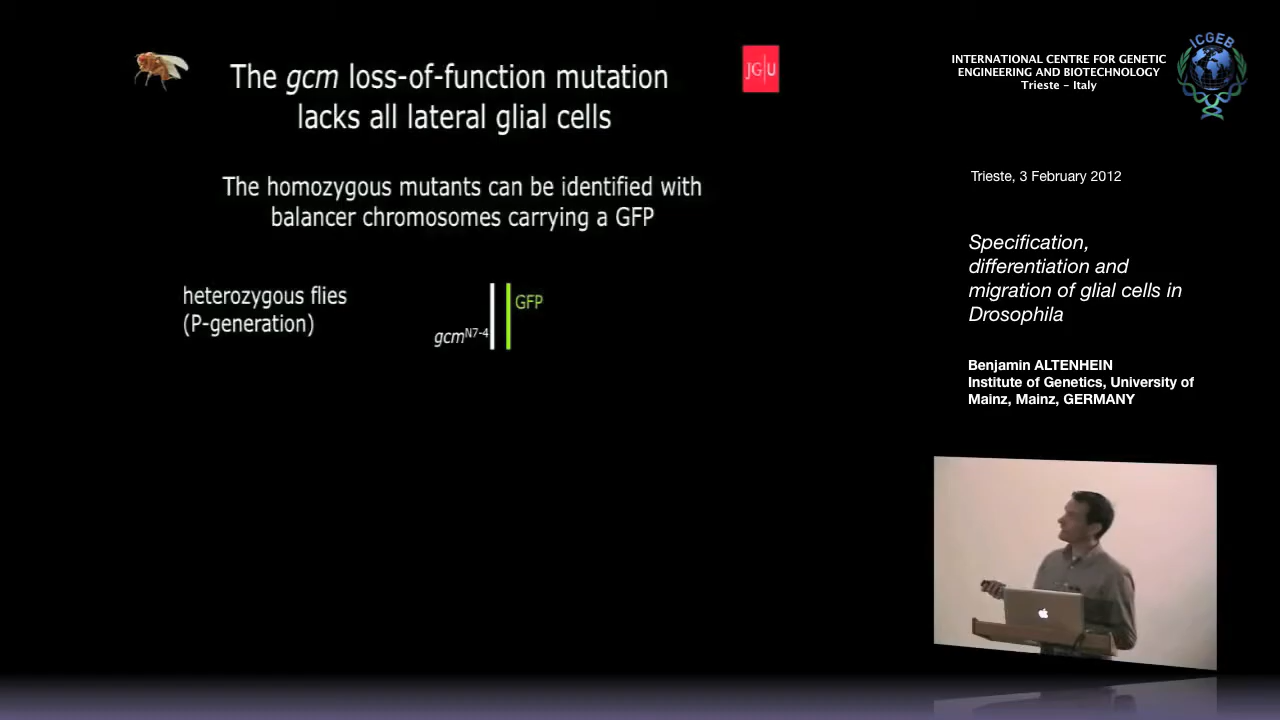 The gcm loss-of-function mutation
lacks all lateral glial cells
JG|U
The homozygous mutants can be identified with
balancer chromosomes carrying a GFP
heterozygous flies
(P-generation)
GFP
gcmN7-4
INTERNATIONAL CENTRE FOR GENETIC
ENGINEERING AND BIOTECHNOLOGY
Trieste - Italy
ICGEB
Trieste, 3 February 2012
Specification,
differentiation and
migration of glial cells in
Drosophila
Benjamin ALTENHEIN
Institute of Genetics, University of
Mainz, Mainz, GERMANY